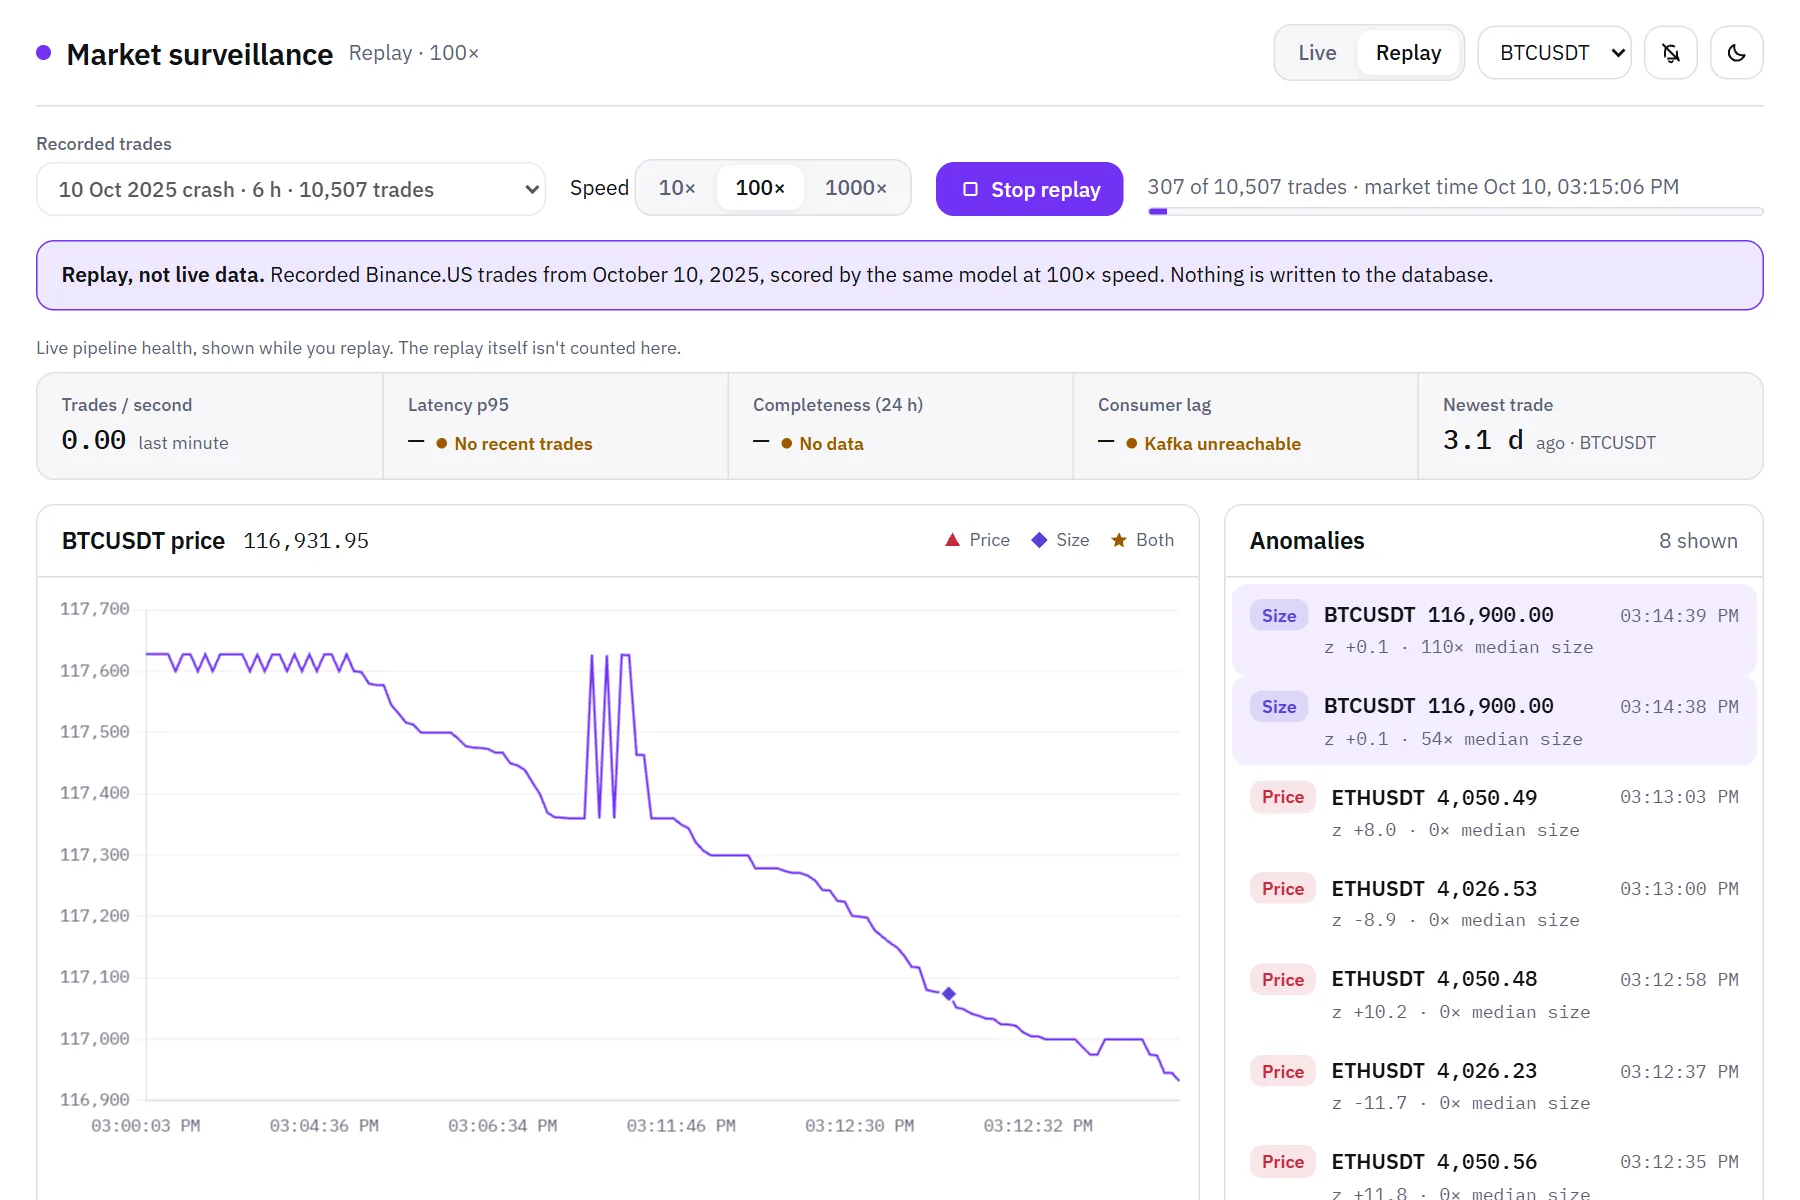 Market surveillance Replay · 100×
Live Replay BTCUSDT
Recorded trades
10 Oct 2025 crash · 6 h · 10,507 trades
Speed 10× 100× 1000×
Stop replay
307 of 10,507 trades · market time Oct 10, 03:15:06 PM
Replay, not live data. Recorded Binance.US trades from October 10, 2025, scored by the same model at 100× speed. Nothing is written to the database.
Live pipeline health, shown while you replay. The replay itself isn't counted here.
Trades / second
0.00 last minute
Latency p95
— No recent trades
Completeness (24 h)
— No data
Consumer lag
— Kafka unreachable
Newest trade
3.1 d ago · BTCUSDT
BTCUSDT price 116,931.95
Price Size Both
117,700
117,600
117,500
117,400
117,300
117,200
117,100
117,000
116,900
03:00:03 PM 03:04:36 PM 03:06:34 PM 03:11:46 PM 03:12:30 PM 03:12:32 PM
Anomalies 8 shown
Size BTCUSDT 116,900.00 03:14:39 PM
z +0.1 · 110× median size
Size BTCUSDT 116,900.00 03:14:38 PM
z +0.1 · 54× median size
Price ETHUSDT 4,050.49 03:13:03 PM
z +8.0 · 0× median size
Price ETHUSDT 4,026.53 03:13:00 PM
z -8.9 · 0× median size
Price ETHUSDT 4,050.48 03:12:58 PM
z +10.2 · 0× median size
Price ETHUSDT 4,026.23 03:12:37 PM
z -11.7 · 0× median size
Price ETHUSDT 4,050.56 03:12:35 PM
z +11.8 · 0× median size